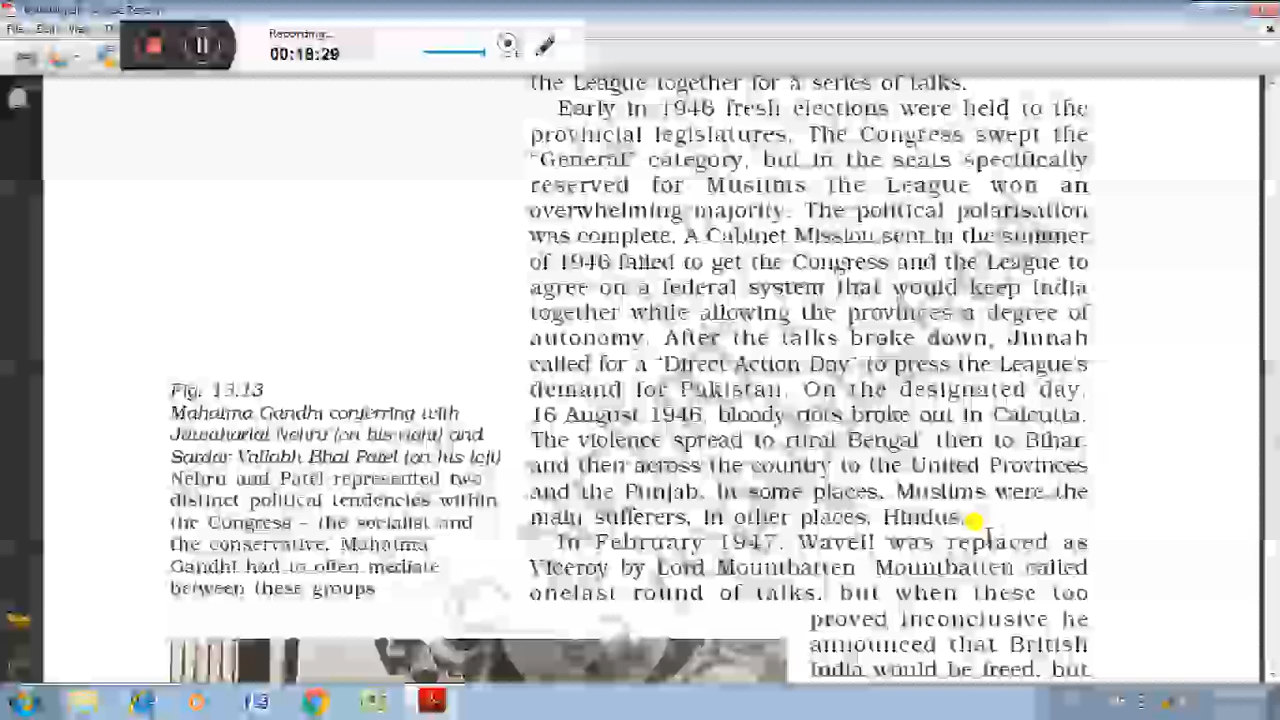 Recording...
00:18:29
the League together for a series of talks.
Early in 1946 fresh elections were held to the
provincial legislatures. The Congress swept the
"General" category, but in the seats specifically
reserved for Muslims the League won an
overwhelming majority. The political polarisation
was complete. A Cabinet Mission sent in the summer
of 1946 failed to get the Congress and the League to
agree on a federal system that would keep India
together while allowing the provinces a degree of
autonomy. After the talks broke down, Jinnah
called for a "Direct Action Day" to press the League's
demand for Pakistan. On the designated day,
16 August 1946, bloody riots broke out in Calcutta.
The violence spread to rural Bengal, then to Bihar,
and then across the country to the United Provinces
and the Punjab. In some places, Muslims were the
main sufferers, in other places, Hindus.
In February 1947, Wavell was replaced as
Viceroy by Lord Mountbatten. Mountbatten called
onelast round of talks, but when these too
proved inconclusive he
announced that British
India would be freed, but
Fig. 13.13
Mahatma Gandhi conferring with
Jawaharlal Nehru (on his right) and
Sardar Vallabh Bhai Patel (on his left)
Nehru and Patel represented two
distinct political tendencies within
the Congress – the socialist and
the conservative. Mahatma
Gandhi had to often mediate
between these groups